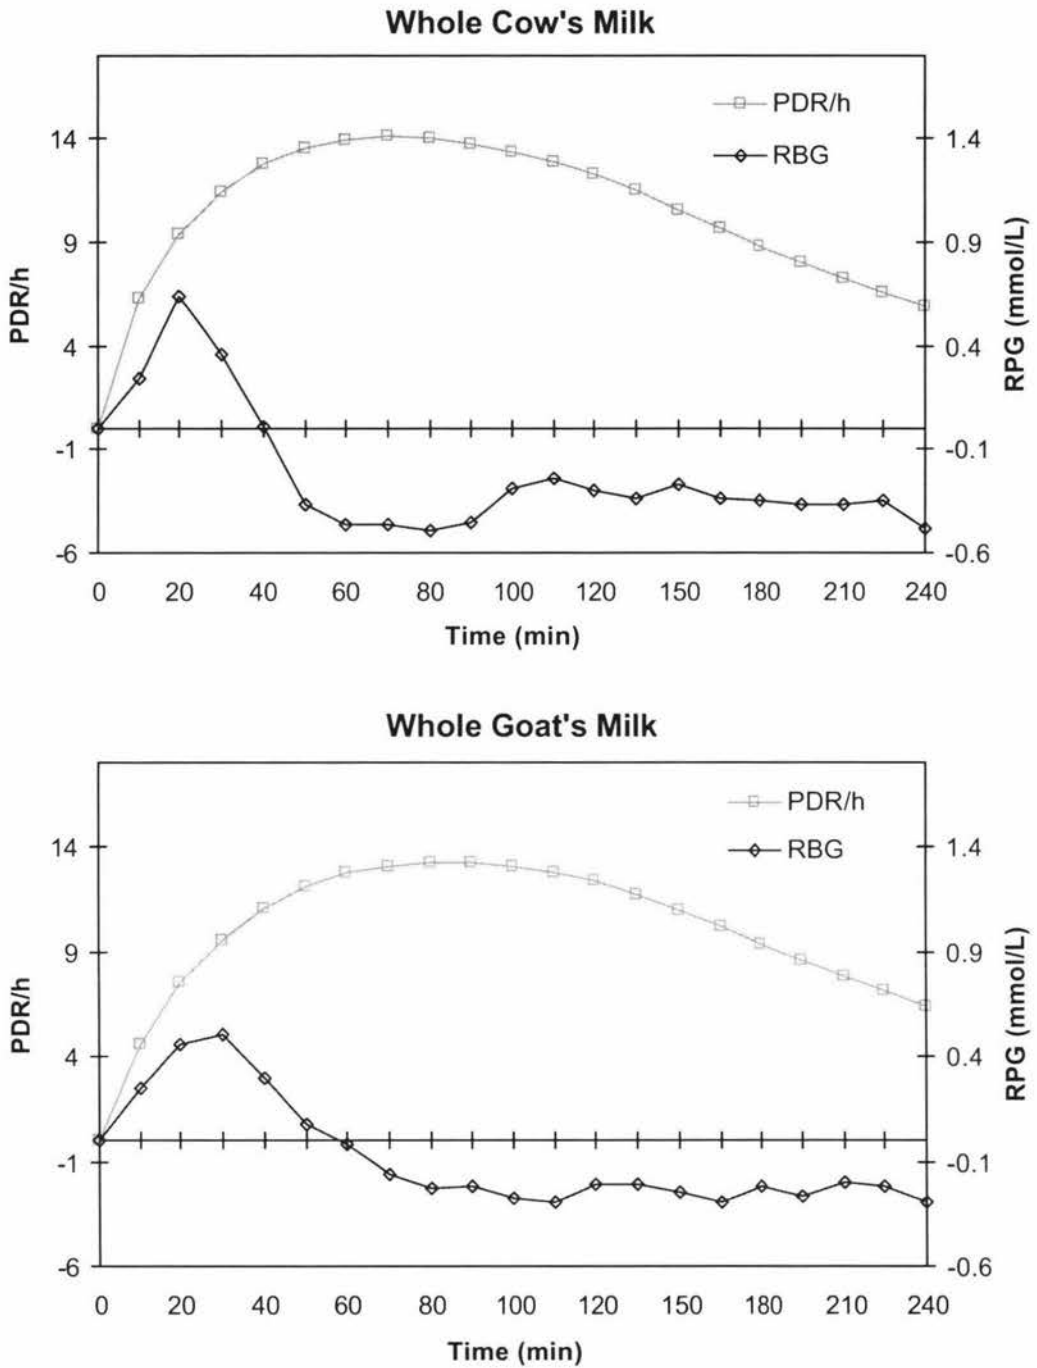 Whole Cow's Milk
PDR/h
RBG
14
9
4
-1
-6
PDR/h
1.4
0.9
0.4
-0.1
-0.6
RPG (mmol/L)
0 20 40 60 80 100 120 150 180 210 240
Time (min)
Whole Goat's Milk
PDR/h
RBG
14
9
4
-1
-6
PDR/h
1.4
0.9
0.4
-0.1
-0.6
RPG (mmol/L)
0 20 40 60 80 100 120 150 180 210 240
Time (min)